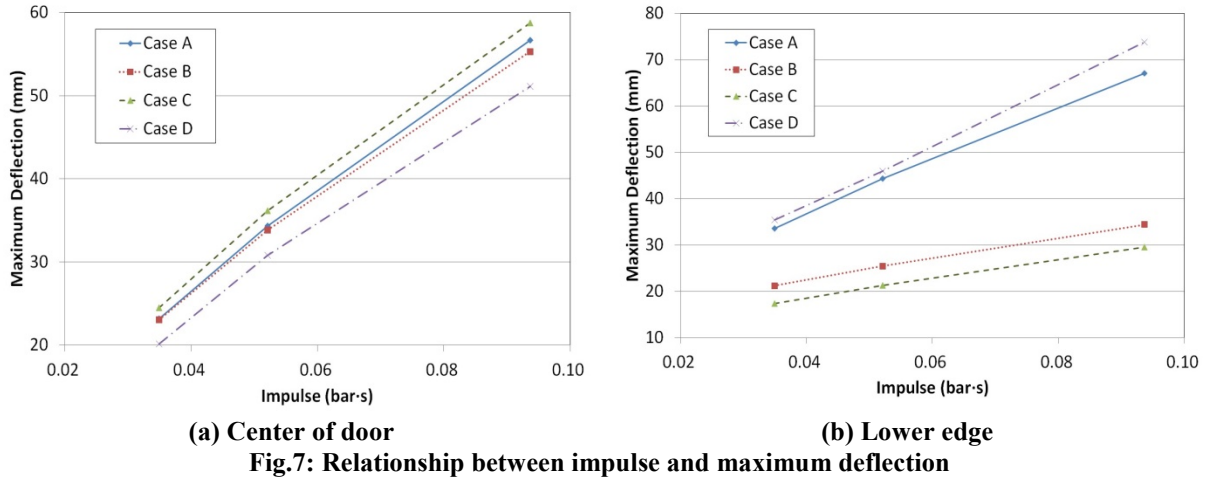 60
50
40
30
20
0.02
0.04
0.06
0.08
0.10
Maximum Deflection (mm)
Impulse (bar·s)
Case A
Case B
Case C
Case D
(a) Center of door
80
70
60
50
40
30
20
10
0.02
0.04
0.06
0.08
0.10
Maximum Deflection (mm)
Impulse (bar·s)
Case A
Case B
Case C
Case D
(b) Lower edge
Fig.7: Relationship between impulse and maximum deflection